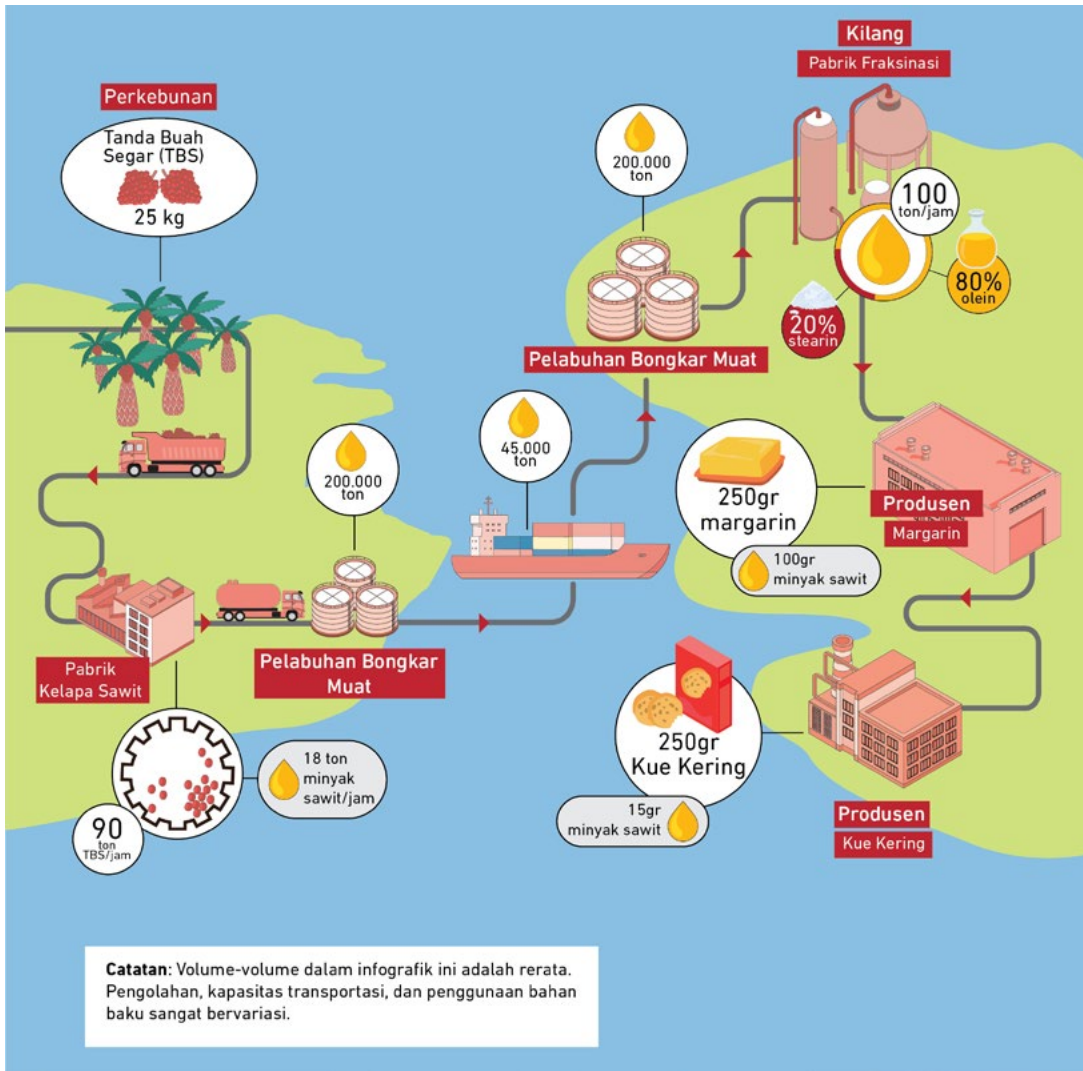 Perkebunan
Tanda Buah
Segar (TBS)
25 kg
Pabrik
Kelapa Sawit
90
ton
TBS/jam
18 ton
minyak
sawit/jam
200.000
ton
Pelabuhan Bongkar
Muat
45.000
ton
200.000
ton
Pelabuhan Bongkar Muat
Kilang
Pabrik Fraksinasi
100
ton/jam
80%
olein
20%
stearin
250gr
margarin
100gr
minyak sawit
Produsen
Margarin
250gr
Kue Kering
15gr
minyak sawit
Produsen
Kue Kering
Catatan: Volume-volume dalam infografik ini adalah rerata.
Pengolahan, kapasitas transportasi, dan penggunaan bahan
baku sangat bervariasi.